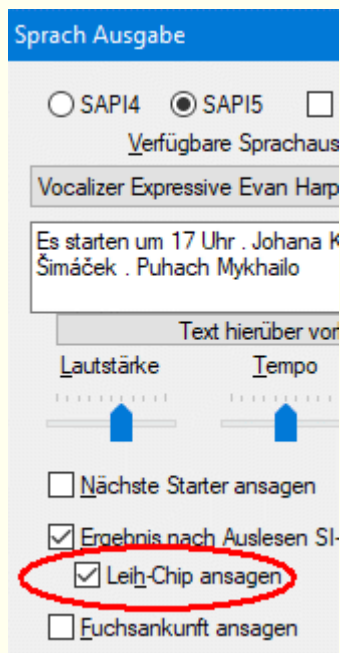 Sprach Ausgabe
SAPI4 SAPI5
Verfügbare Sprachaus
Vocalizer Expressive Evan Harp
Es starten um 17 Uhr . Johana K
Šimáček . Puhach Mykhailo
Text hierüber vor
Lautstärke Tempo
Nächste Starter ansagen
Ergebnis nach Auslesen SI-
Leih-Chip ansagen
Fuchsankunft ansagen